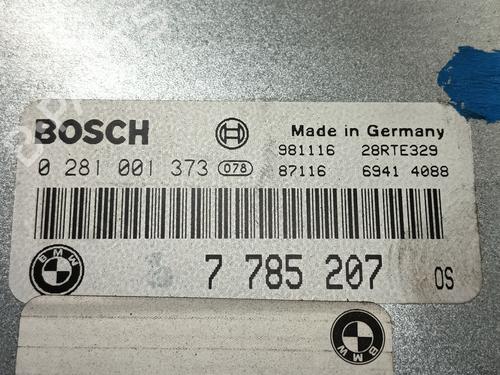 BOSCH
Made in Germany
981116 28RTE329
0 281 001 373 078
87116 6941 4088
BMW
7 785 207 OS
BMW